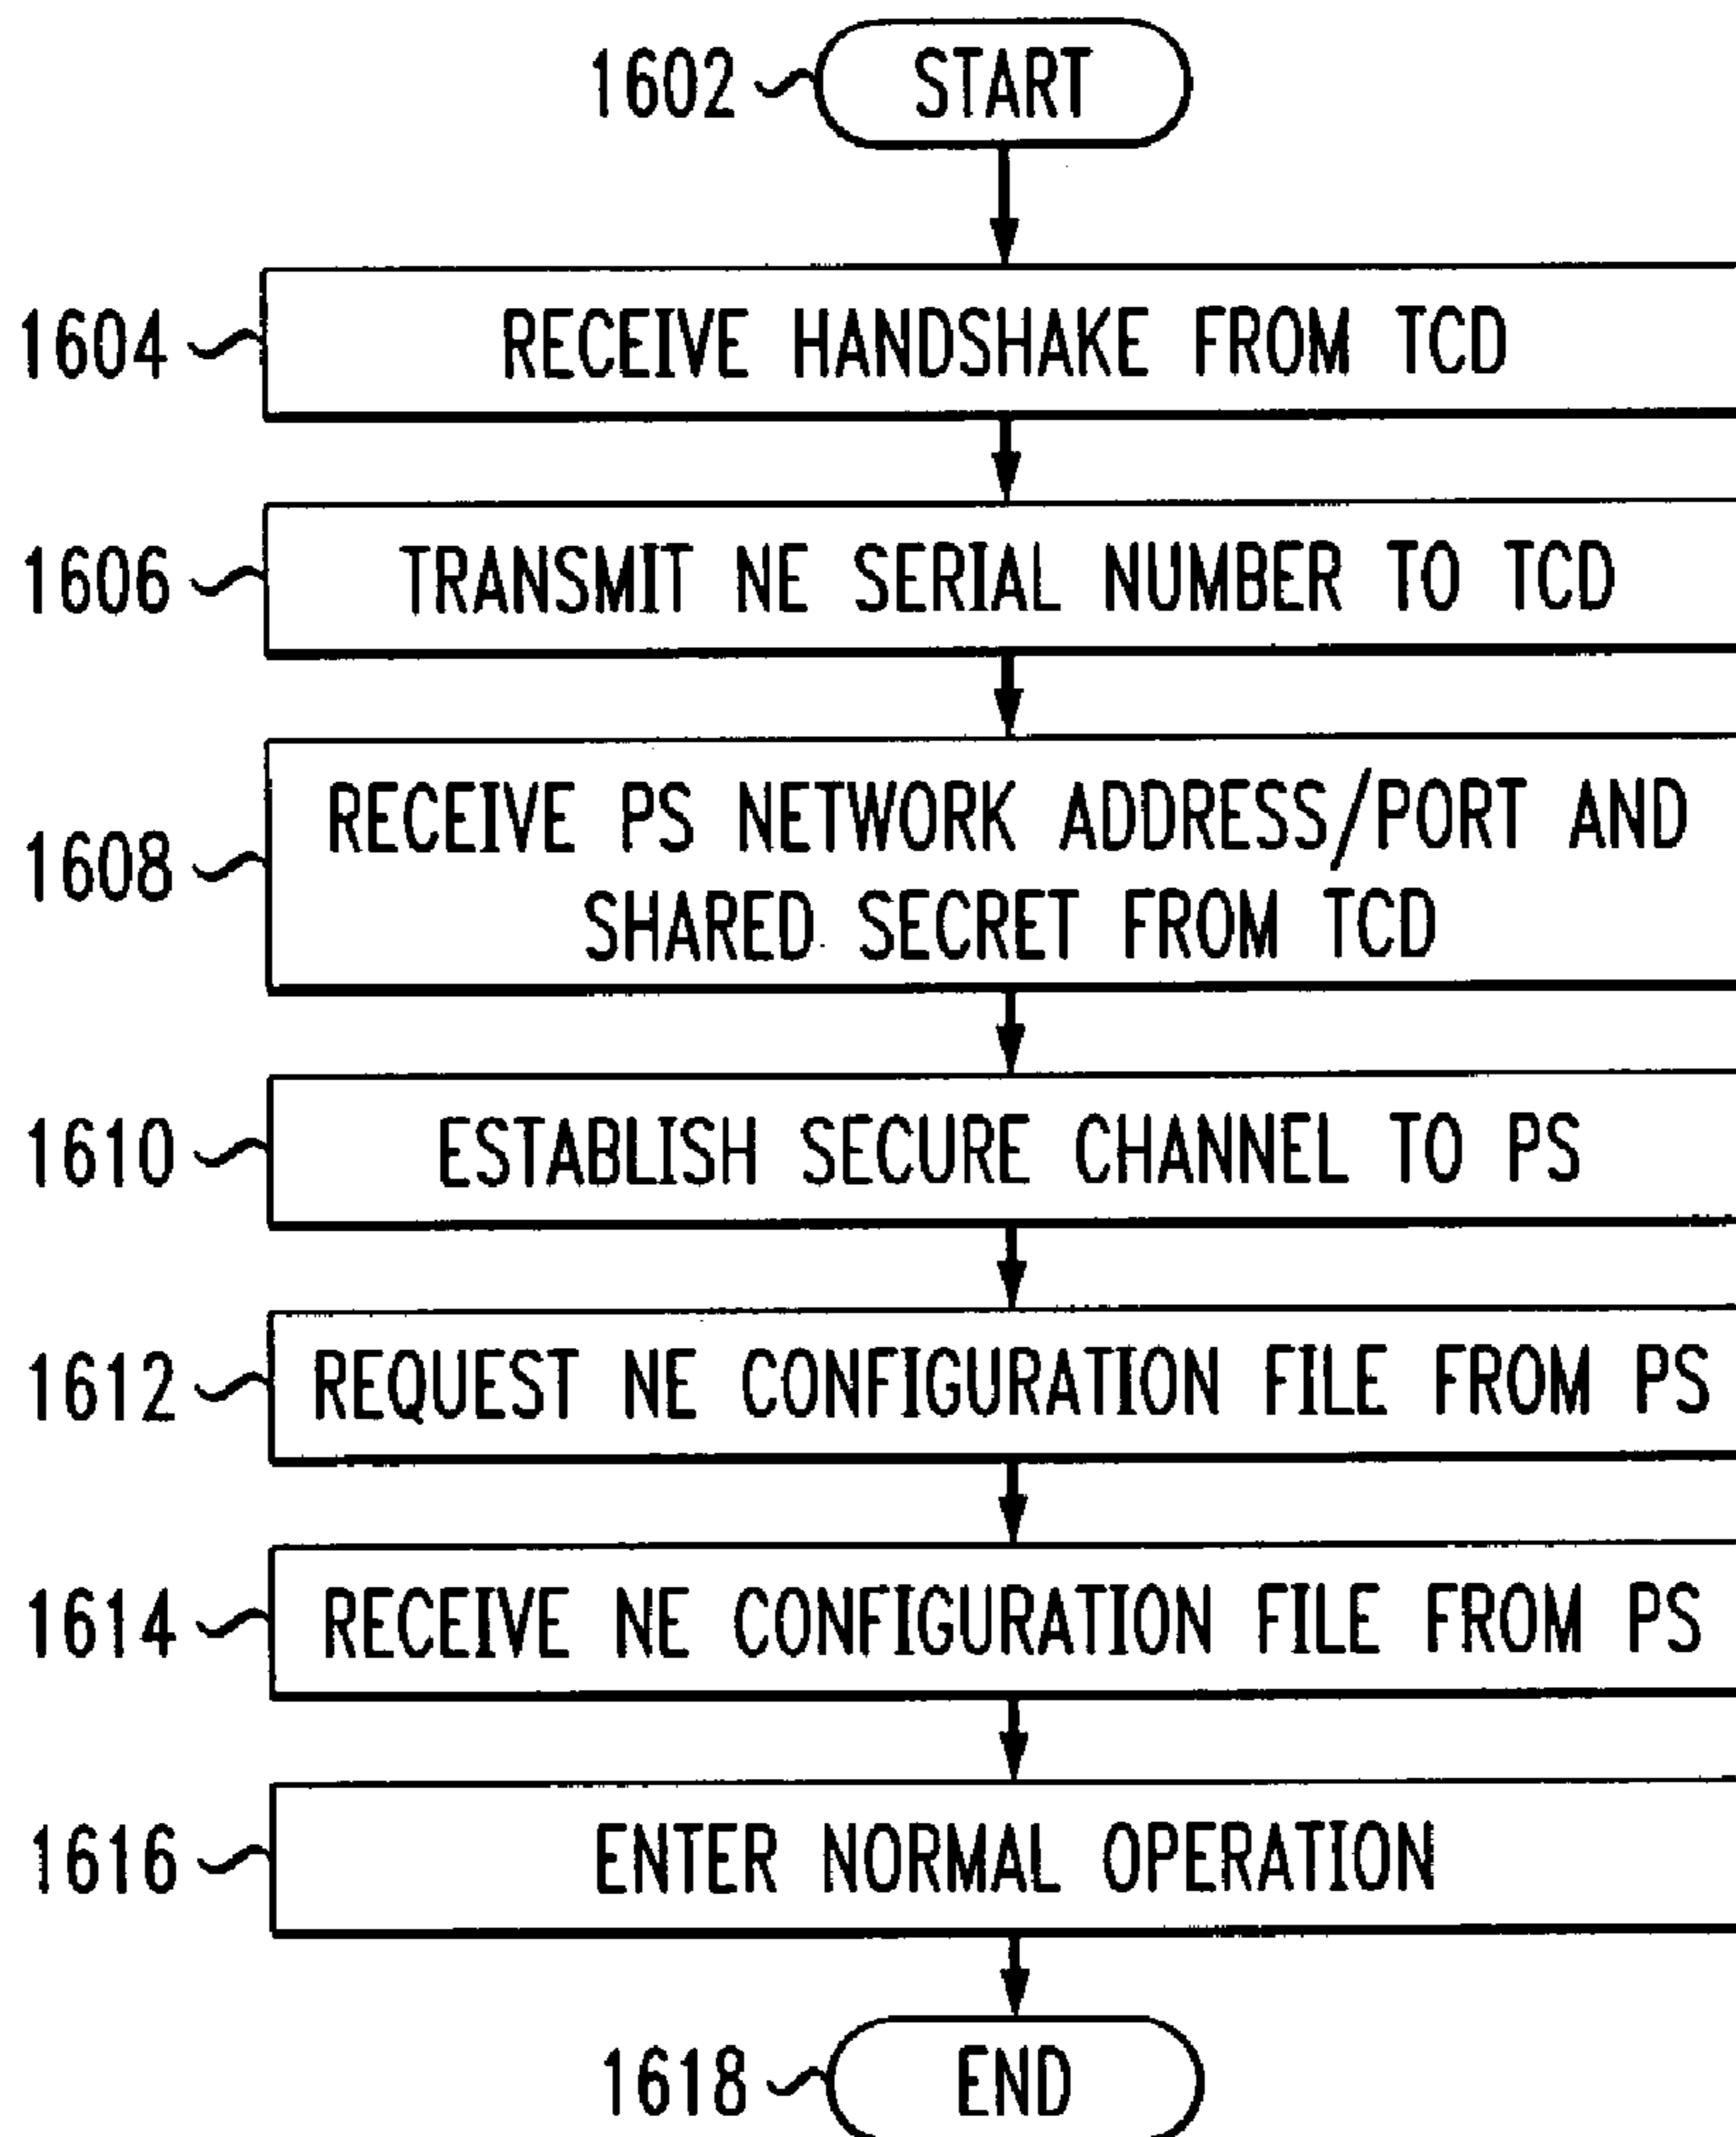 1602 START
1604 RECEIVE HANDSHAKE FROM TCD
1606 TRANSMIT NE SERIAL NUMBER TO TCD
1608 RECEIVE PS NETWORK ADDRESS/PORT AND
SHARED SECRET FROM TCD
1610 ESTABLISH SECURE CHANNEL TO PS
1612 REQUEST NE CONFIGURATION FILE FROM PS
1614 RECEIVE NE CONFIGURATION FILE FROM PS
1616 ENTER NORMAL OPERATION
1618 END